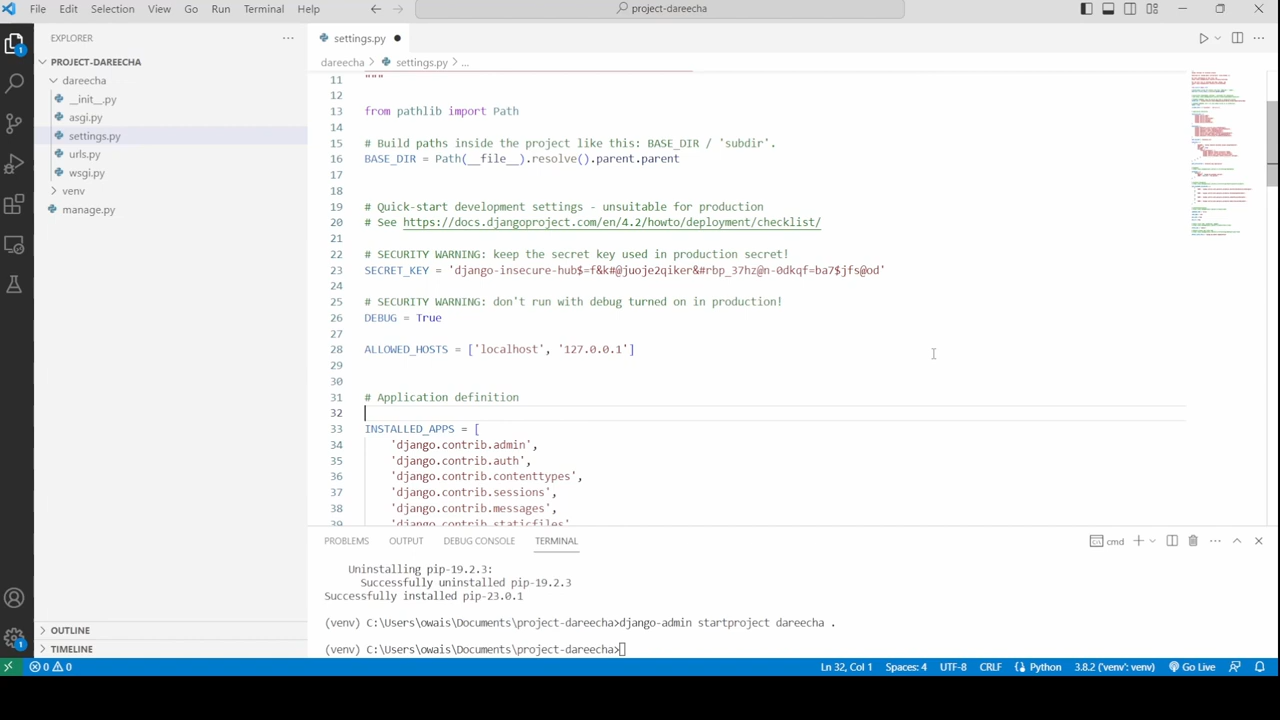 File Edit Selection View Go Run Terminal Help
project-dareecha
EXPLORER
PROJECT-DAREECHA
dareecha
__init__.py
asgi.py
settings.py
urls.py
wsgi.py
venv
manage.py
OUTLINE
TIMELINE
1
1
settings.py
dareecha > settings.py > ...
11 """
12
13 from pathlib import
14
15 # Build paths inside the project like this: BASE_DIR / 'subdir'.
16 BASE_DIR = Path(__file__).resolve().parent.parent
17
18
19 # Quick-start development settings - unsuitable for production
20 # See https://docs.djangoproject.com/en/4.2/howto/deployment/checklist/
21
22 # SECURITY WARNING: keep the secret key used in production secret!
23 SECRET_KEY = 'django-insecure-hub$=f&k#@juoje2qiker&#rbp_37hz@n-0dkqf=ba7$jfs@od'
24
25 # SECURITY WARNING: don't run with debug turned on in production!
26 DEBUG = True
27
28 ALLOWED_HOSTS = ['localhost', '127.0.0.1']
29
30
31 # Application definition
32
33 INSTALLED_APPS = [
34 'django.contrib.admin',
35 'django.contrib.auth',
36 'django.contrib.contenttypes',
37 'django.contrib.sessions',
38 'django.contrib.messages',
39 'django.contrib.staticfiles'
PROBLEMS OUTPUT DEBUG CONSOLE TERMINAL
cmd
Uninstalling pip-19.2.3:
Successfully uninstalled pip-19.2.3
Successfully installed pip-23.0.1
(venv) C:\Users\owais\Documents\project-dareecha>django-admin startproject dareecha .
(venv) C:\Users\owais\Documents\project-dareecha>
0 0 Ln 32, Col 1 Spaces: 4 UTF-8 CRLF Python 3.8.2 ('venv': venv) Go Live